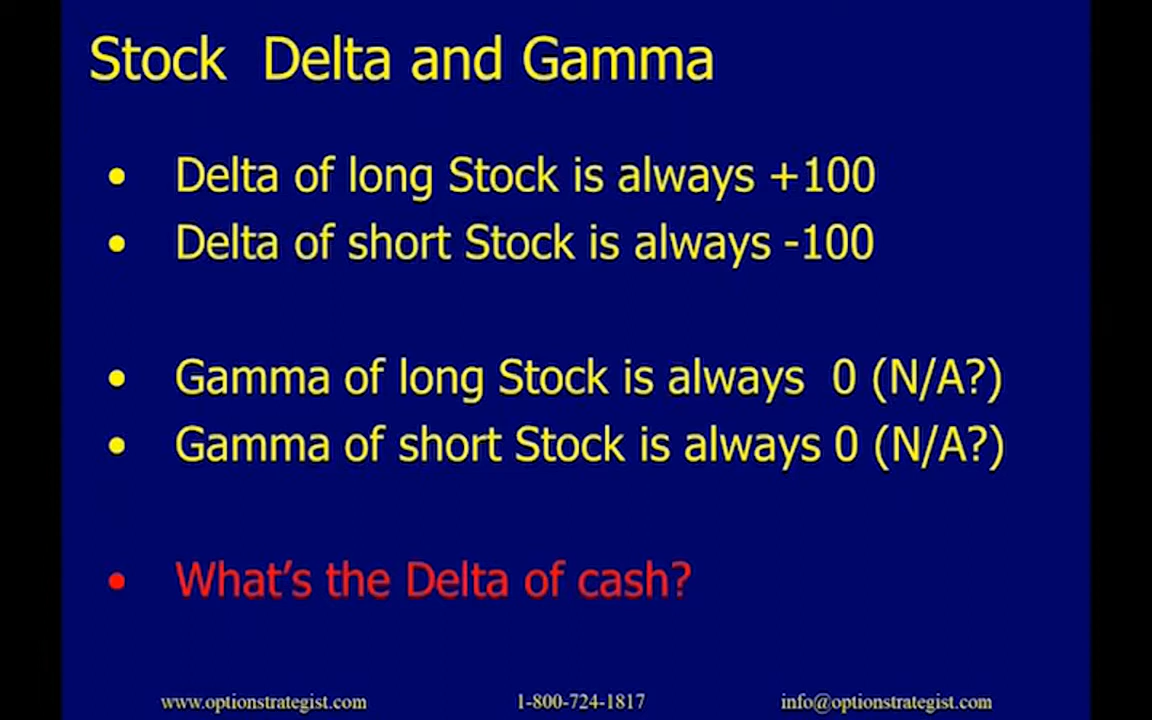 Stock Delta and Gamma
• Delta of long Stock is always +100
• Delta of short Stock is always -100
• Gamma of long Stock is always 0 (N/A?)
• Gamma of short Stock is always 0 (N/A?)
• What's the Delta of cash?
www.optionstrategist.com 1-800-724-1817 info@optionstrategist.com